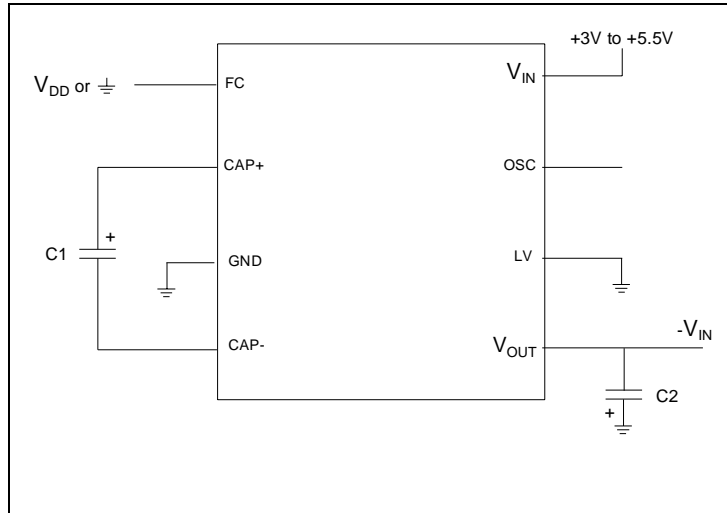 +3V to +5.5V
V_DD or FC V_IN
CAP+ OSC
C1 +
GND LV
CAP- V_OUT -V_IN
+ C2